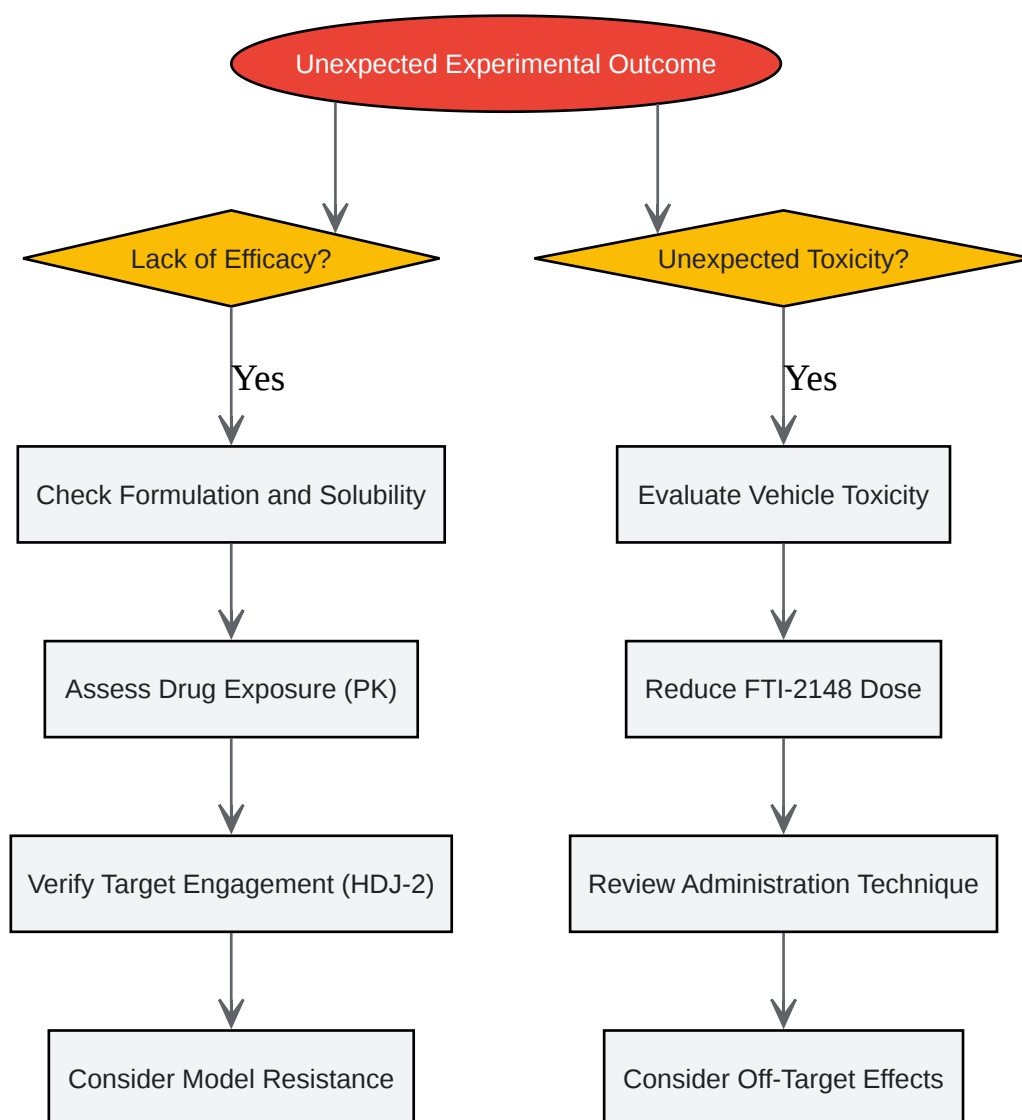 Unexpected Experimental Outcome
Lack of Efficacy?
Unexpected Toxicity?
Yes
Yes
Check Formulation and Solubility
Evaluate Vehicle Toxicity
Assess Drug Exposure (PK)
Reduce FTI-2148 Dose
Verify Target Engagement (HDJ-2)
Review Administration Technique
Consider Model Resistance
Consider Off-Target Effects